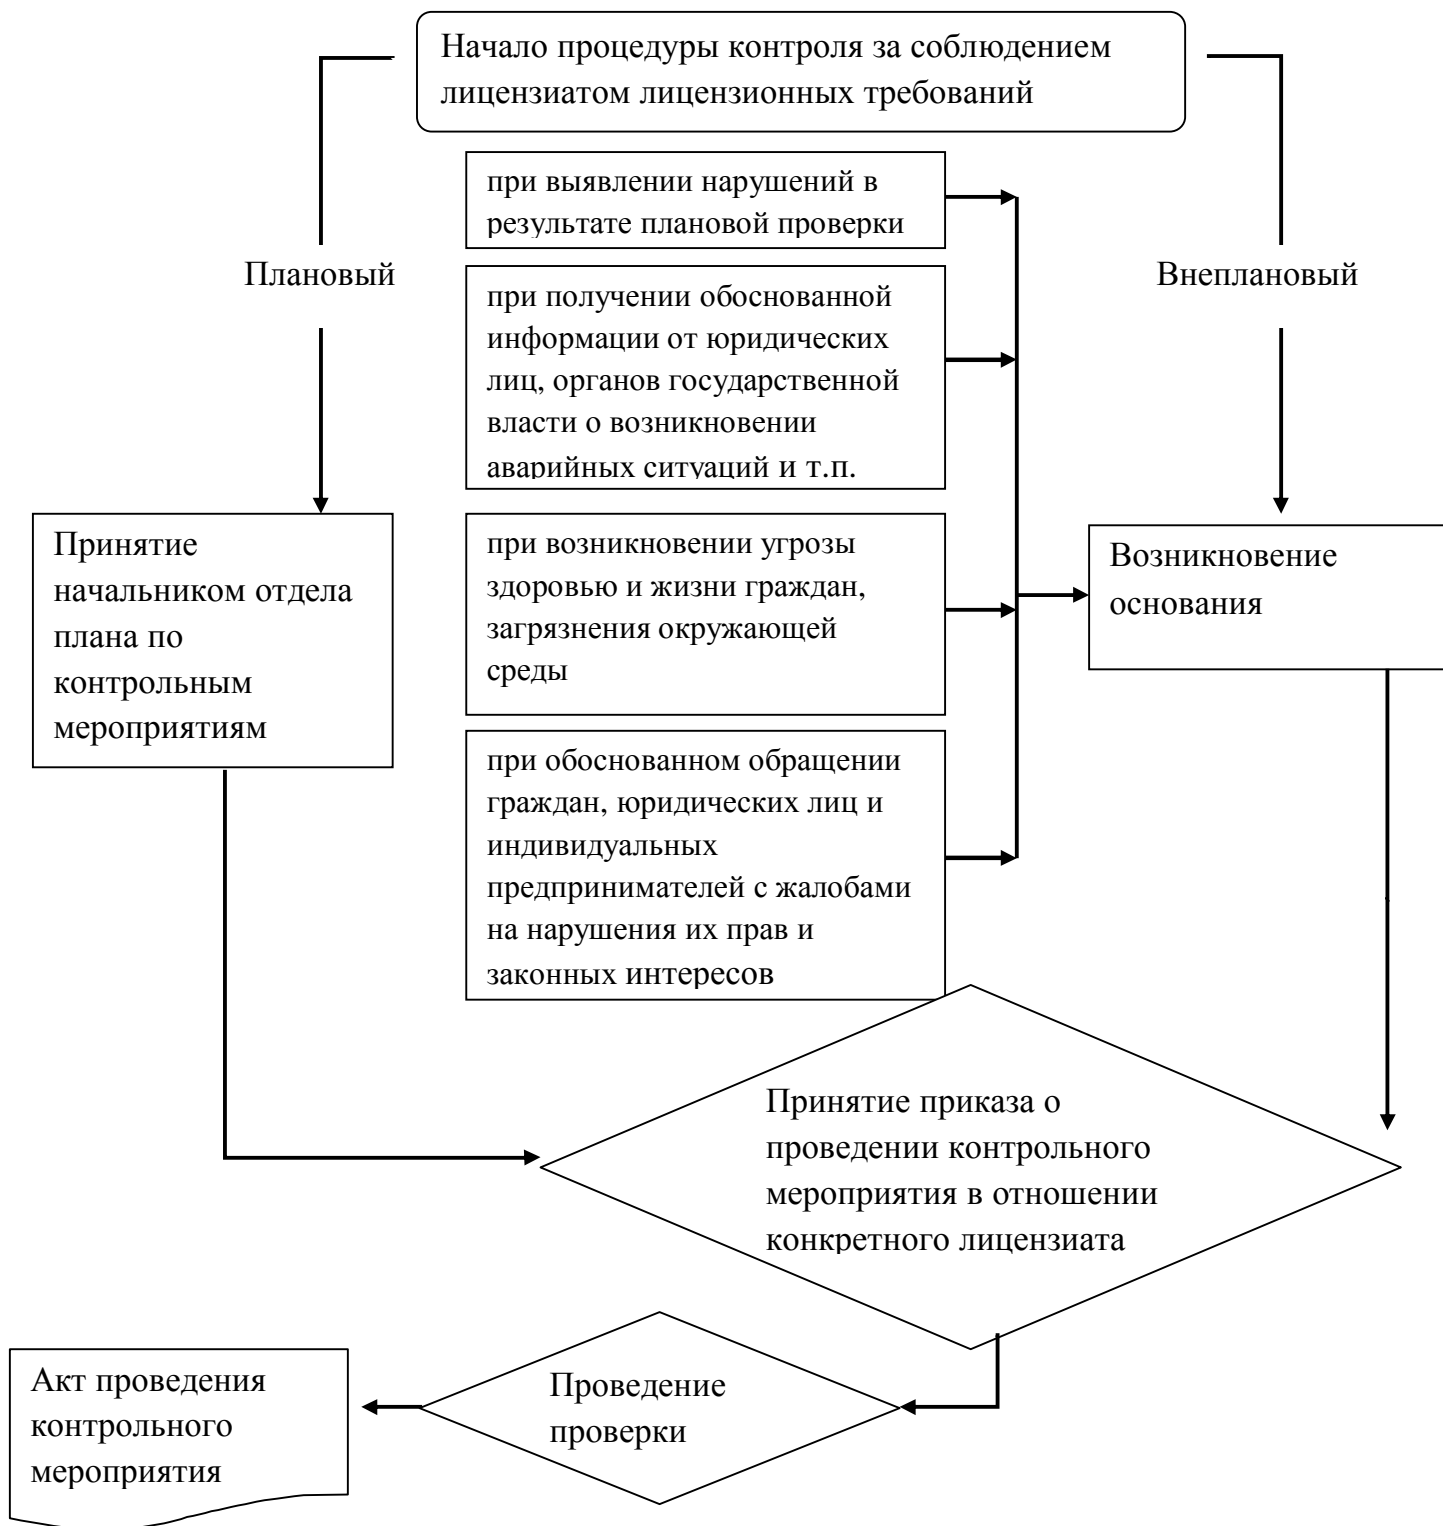 Начало процедуры контроля за соблюдением
лицензиатом лицензионных требований
при выявлении нарушений в
результате плановой проверки
Плановый
Внеплановый
при получении обоснованной
информации от юридических
лиц, органов государственной
власти о возникновении
аварийных ситуаций и т.п.
Принятие
начальником отдела
плана по
контрольным
мероприятиям
при возникновении угрозы
здоровью и жизни граждан,
загрязнения окружающей
среды
Возникновение
основания
при обоснованном обращении
граждан, юридических лиц и
индивидуальных
предпринимателей с жалобами
на нарушения их прав и
законных интересов
Принятие приказа о
проведении контрольного
мероприятия в отношении
конкретного лицензиата
Акт проведения
контрольного
мероприятия
Проведение
проверки